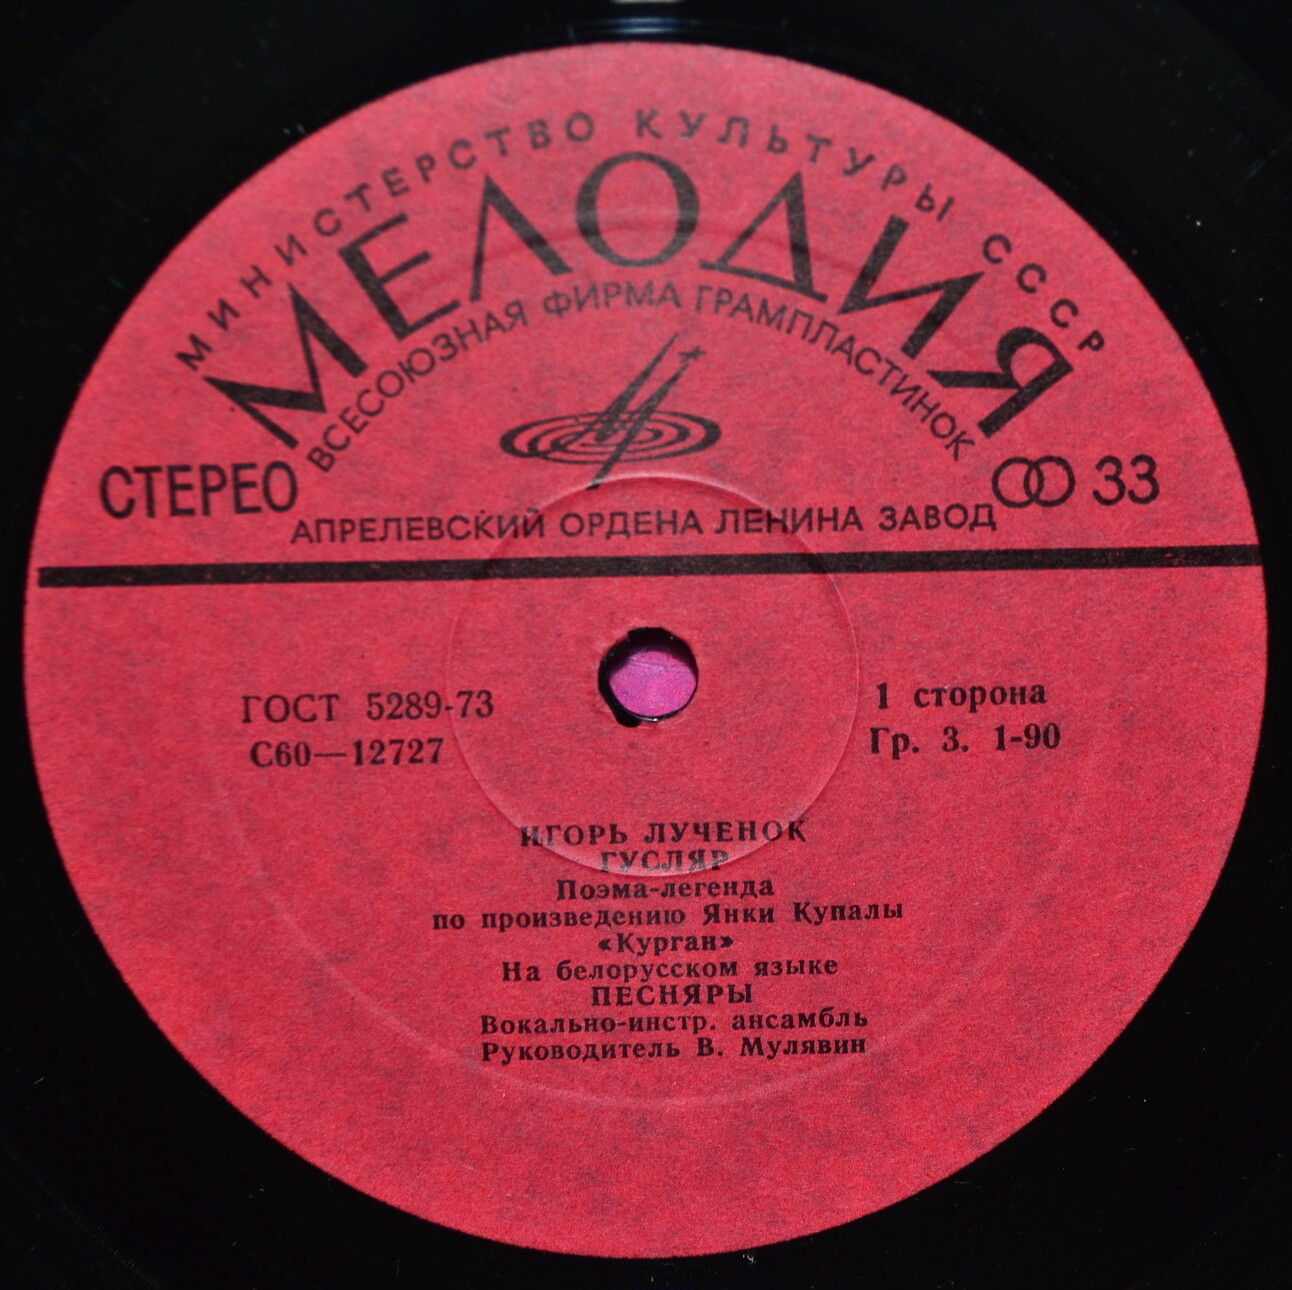 МИНИСТЕРСТВО КУЛЬТУРЫ СССР
МЕЛОДИЯ
ВСЕСОЮЗНАЯ ФИРМА ГРАМПЛАСТИНОК
СТЕРЕО
33
АПРЕЛЕВСКИЙ ОРДЕНА ЛЕНИНА ЗАВОД
ГОСТ 5289-73
С60—12727
1 сторона
Гр. 3. 1-90
ИГОРЬ ЛУЧЕНОК
ГУСЛЯР
Поэма-легенда
по произведению Янки Купалы
«Курган»
На белорусском языке
ПЕСНЯРЫ
Вокально-инстр. ансамбль
Руководитель В. Мулявин